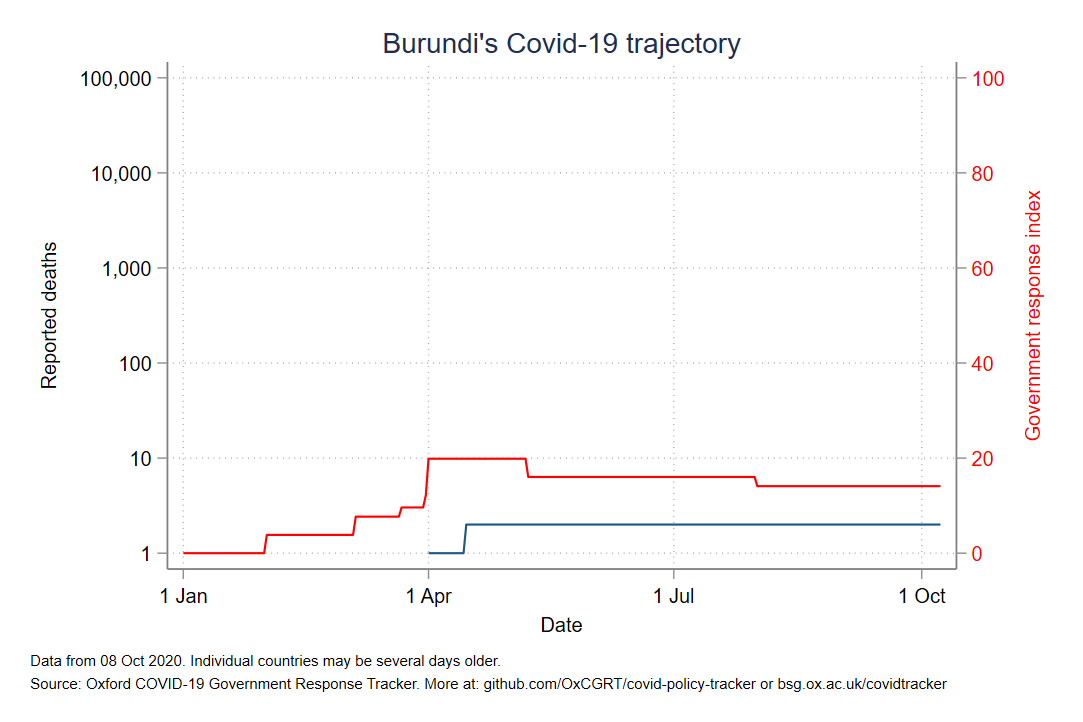 Burundi's Covid-19 trajectory
100,000
10,000
1,000
100
10
1
Reported deaths
100
80
60
40
20
0
Government response index
1 Jan 1 Apr 1 Jul 1 Oct
Date
Data from 08 Oct 2020. Individual countries may be several days older.
Source: Oxford COVID-19 Government Response Tracker. More at: github.com/OxCGRT/covid-policy-tracker or bsg.ox.ac.uk/covidtracker